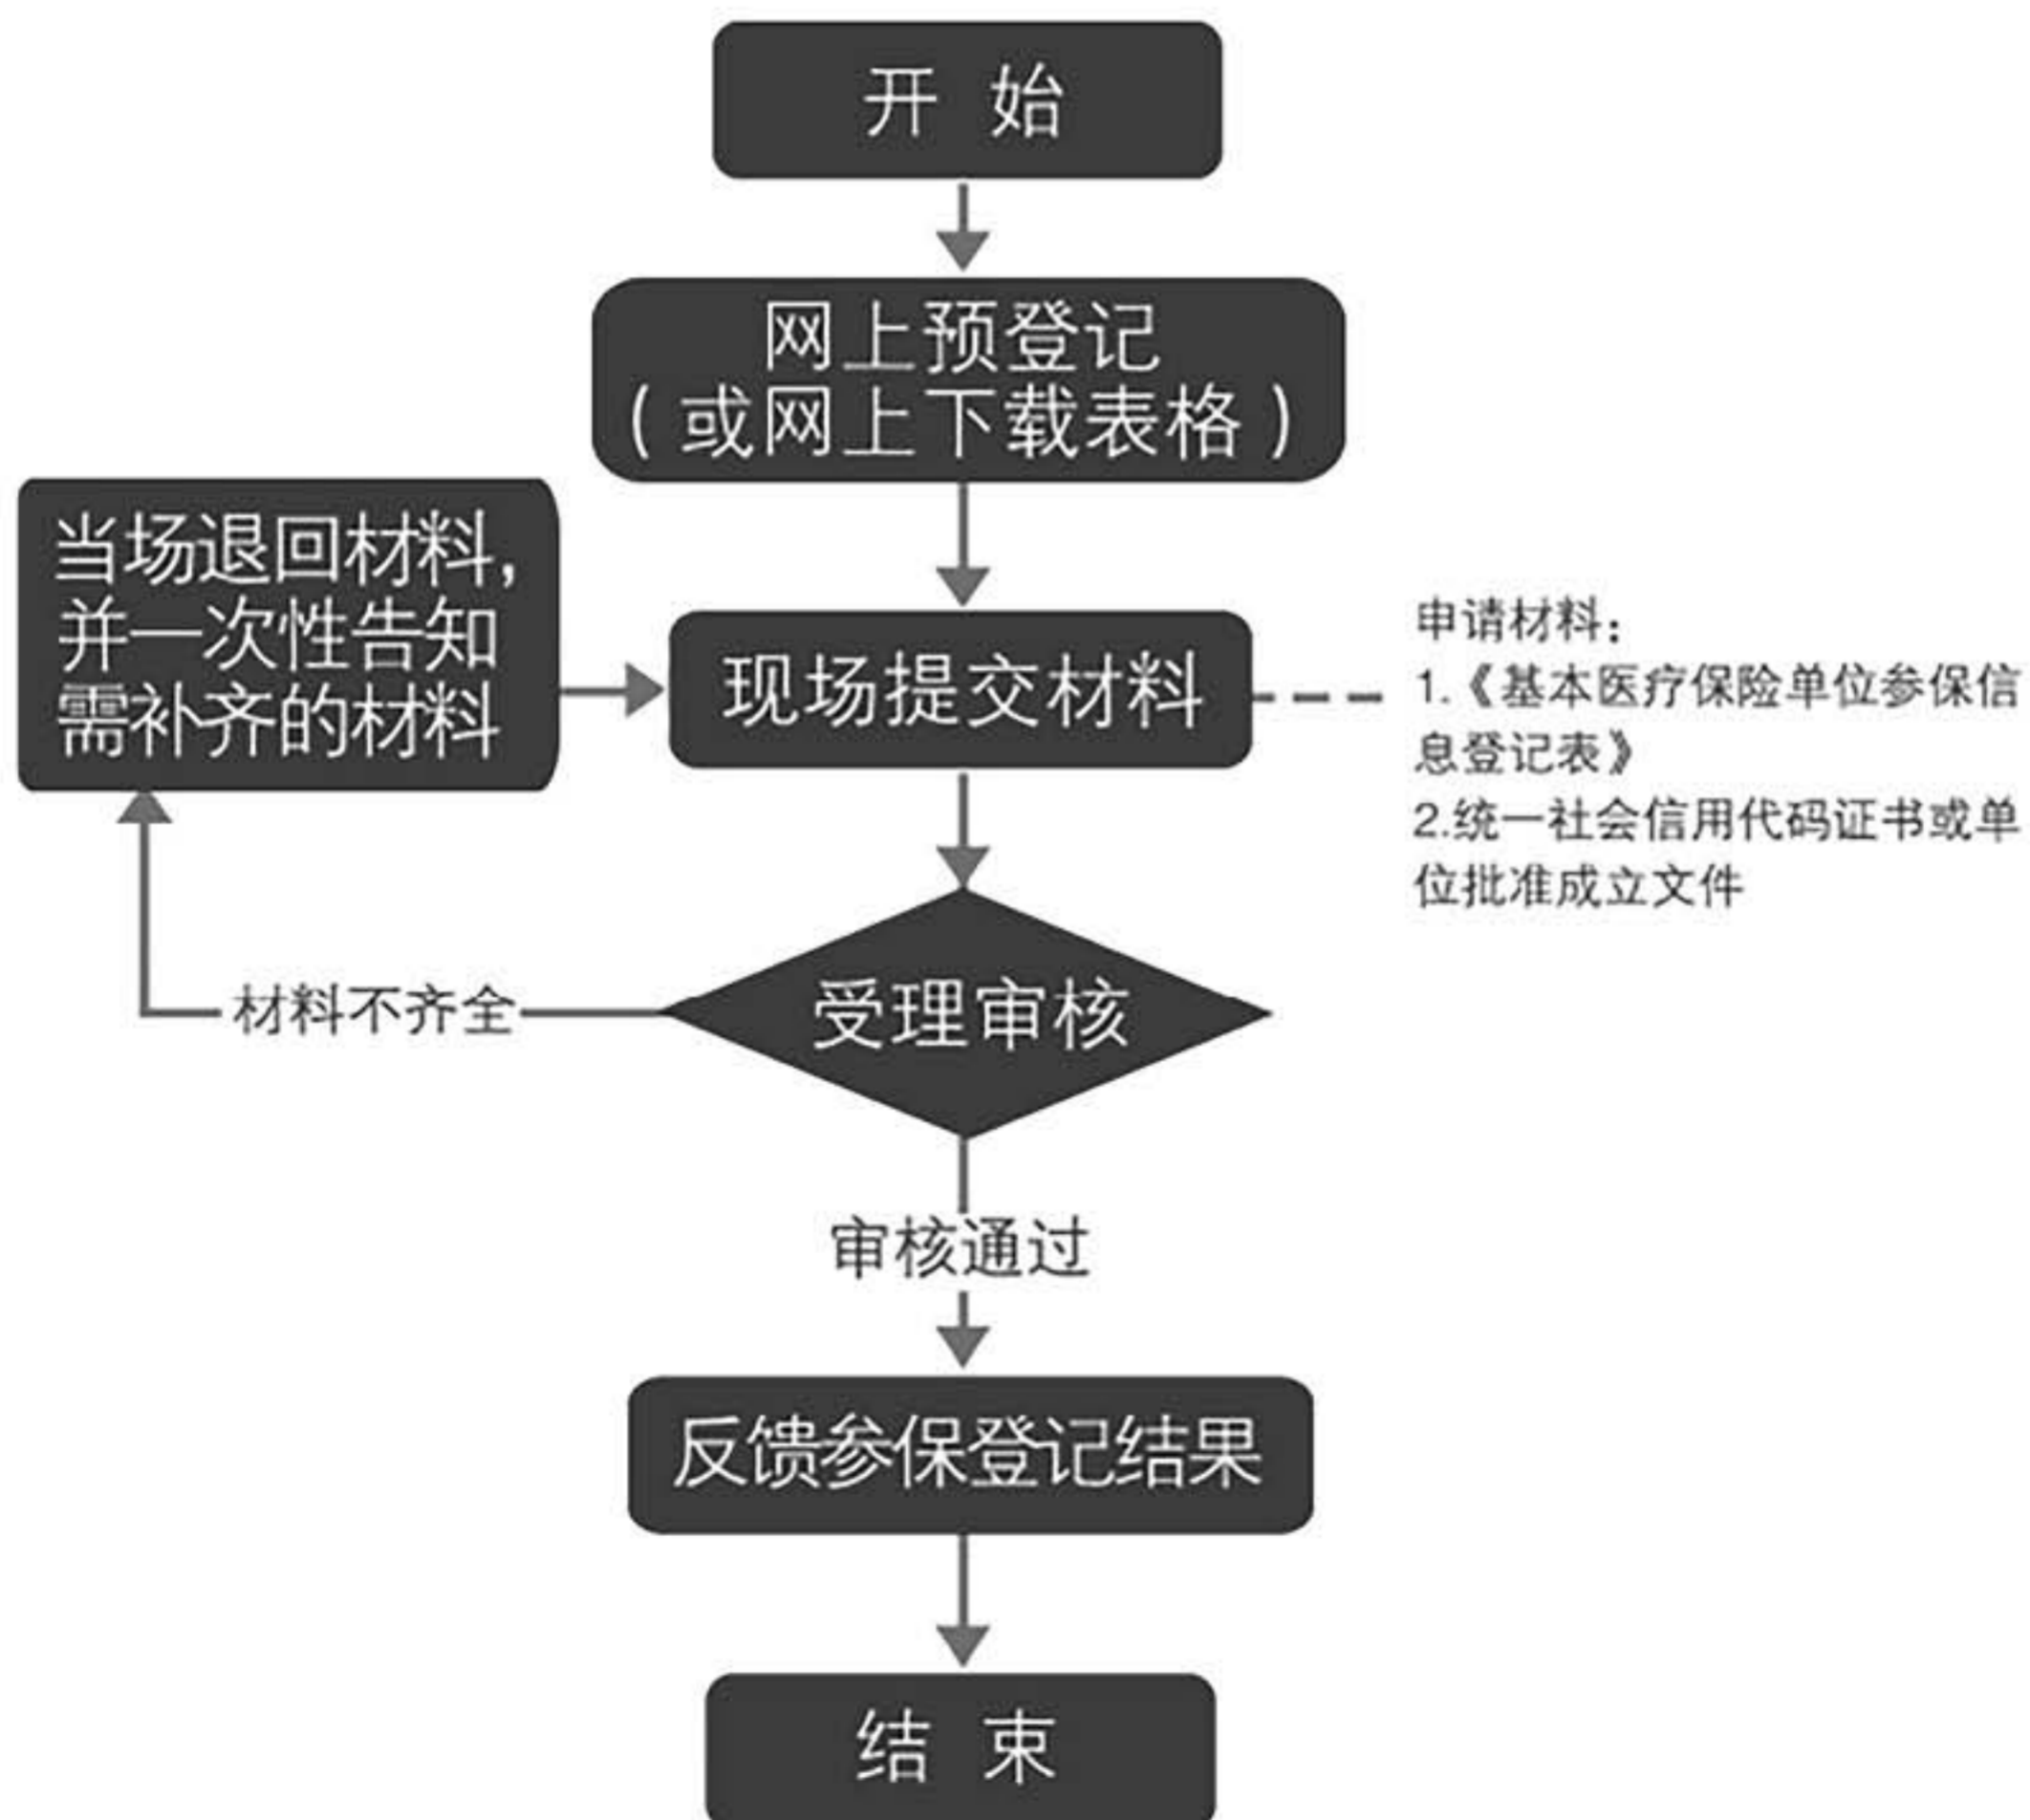 开 始
网上预登记
（或网上下载表格）
当场退回材料，
并一次性告知
需补齐的材料
现场提交材料
申请材料：
1.《基本医疗保险单位参保信
息登记表》
2.统一社会信用代码证书或单
位批准成立文件
受理审核
材料不齐全
审核通过
反馈参保登记结果
结 束